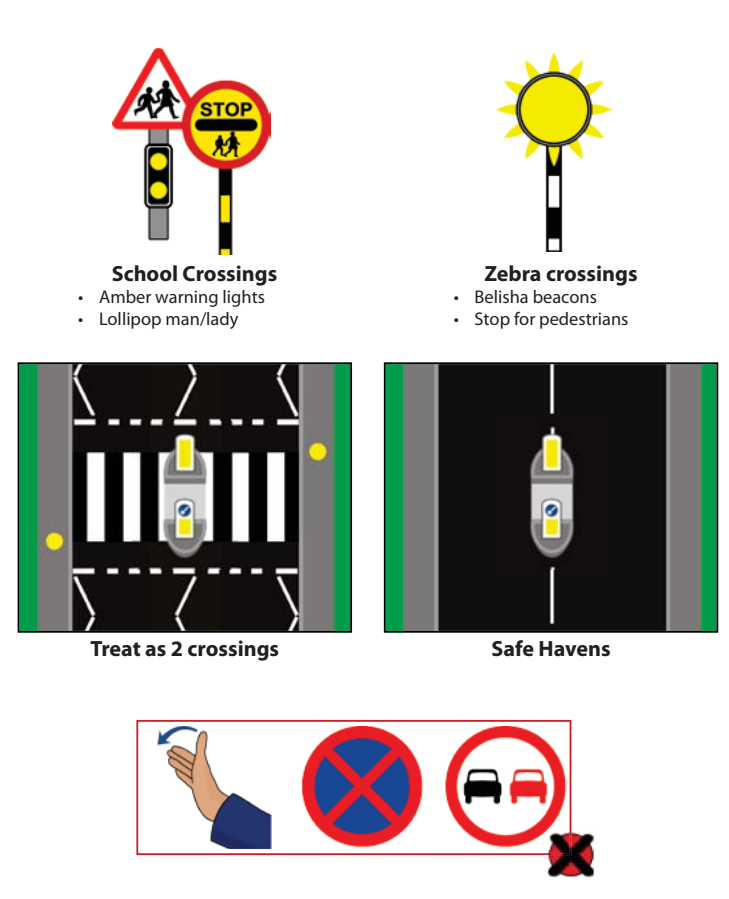 STOP
School Crossings
• Amber warning lights
• Lollipop man/lady
Zebra crossings
• Belisha beacons
• Stop for pedestrians
Treat as 2 crossings
Safe Havens